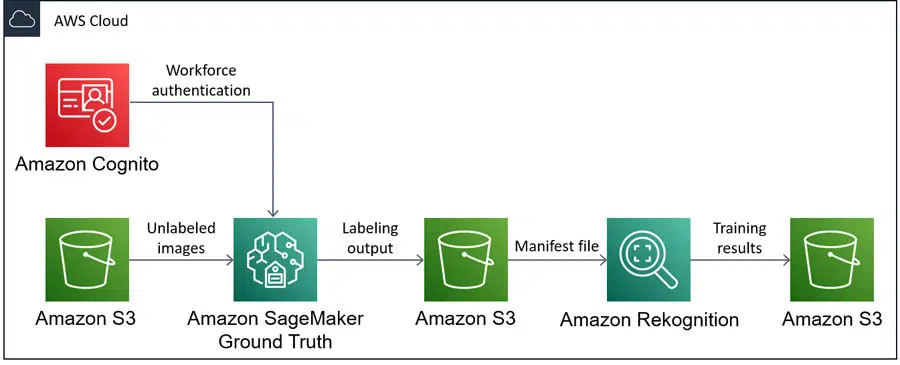 AWS Cloud
Workforce
authentication
Amazon Cognito
Unlabeled
images
Labeling
output
Manifest file
Training
results
Amazon S3
Amazon SageMaker
Ground Truth
Amazon S3
Amazon Rekognition
Amazon S3